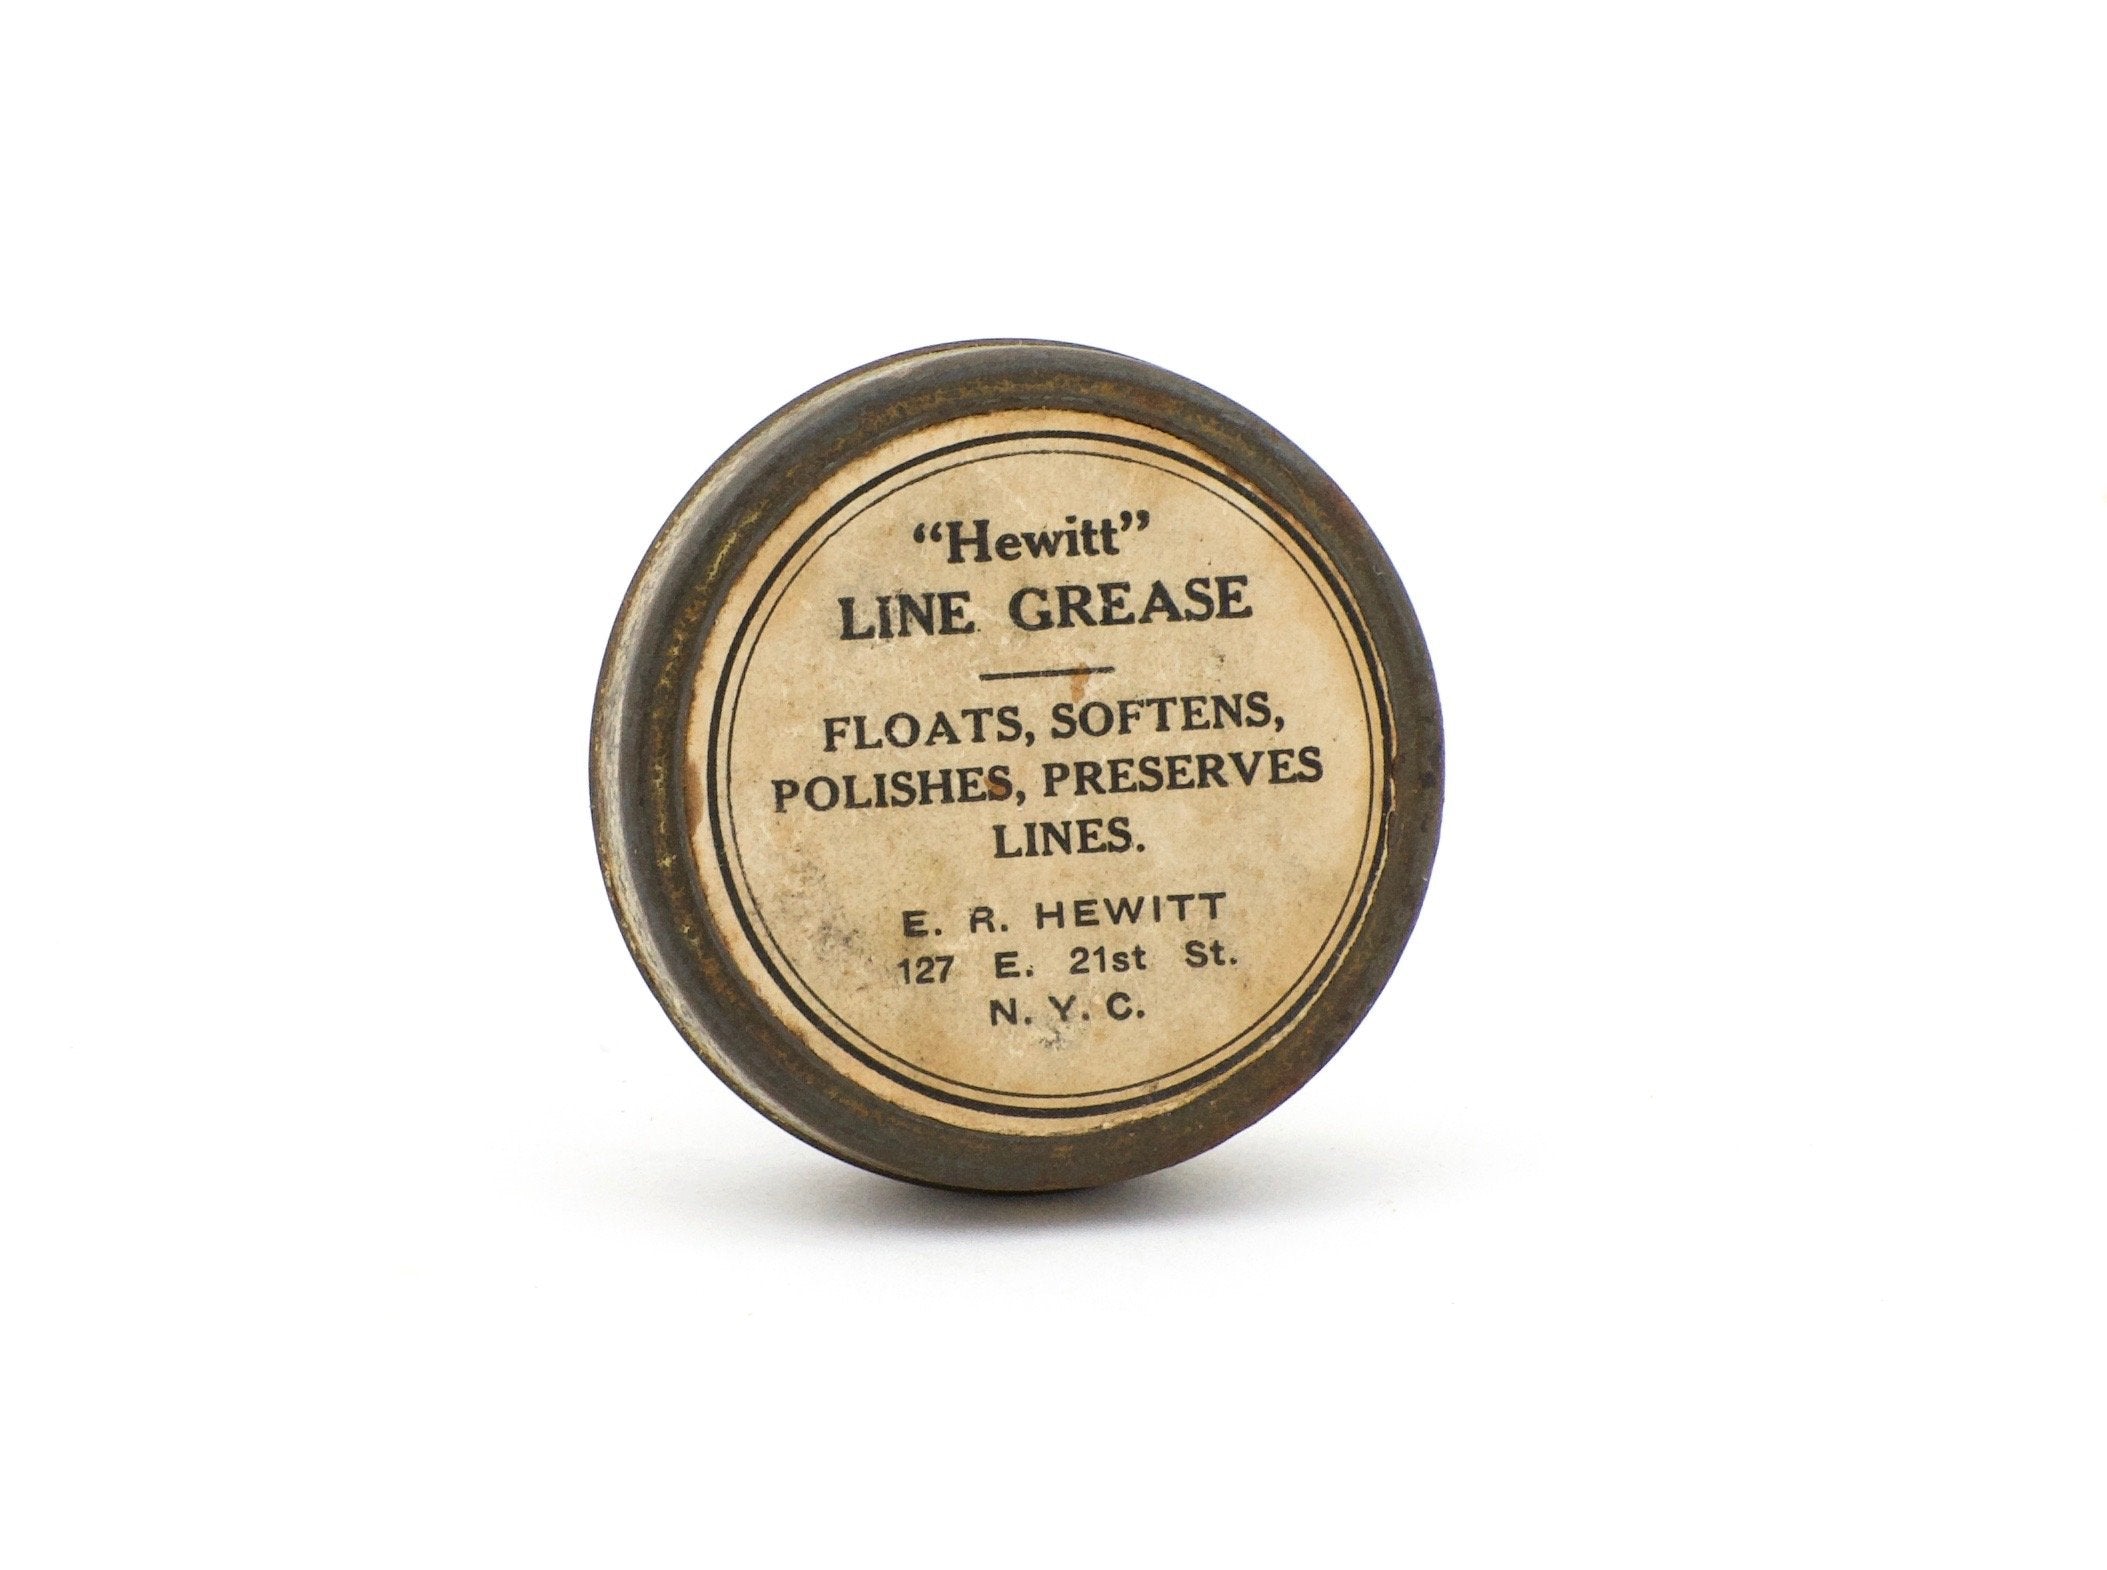 “Hewitt”
LINE GREASE
FLOATS, SOFTENS,
POLISHES, PRESERVES
LINES.
E. R. HEWITT
127 E. 21st St.
N. Y. C.